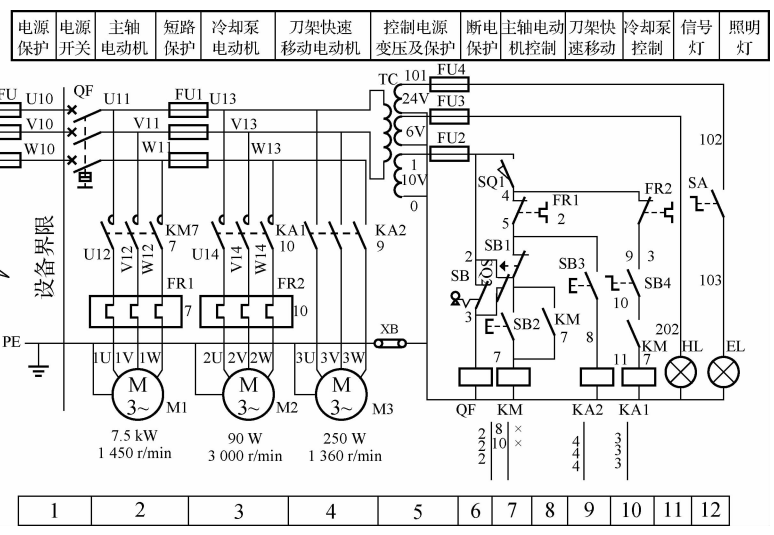 电源保护 电源开关 主轴电动机 短路保护 冷却泵电动机 刀架快速移动电动机 控制电源变压及保护 断电保护 主轴电动机控制 刀架快速移动 冷却泵控制 信号灯 照明灯
FU U10 QF U11 FU1 U13 TC 101 FU4
24V
V10 V11 V13 6V FU3
W10 W11 W13 FU2 102
1
10V
0
SQ1 4 FR1 2 5 FR2 SA
设备界限
U12 V12 W12 KM7 7 U14 V14 W14 KA1 10 KA2 9
2 SB1 SQ3 SB SB3 9 3 SB4 10 103
FR1 7 FR2 10
3 SB2 KM 7 8 KM 7 11 202 HL EL
PE XB
1U 1V 1W 2U 2V 2W 3U 3V 3W 7
M 3~ M1 M 3~ M2 M 3~ M3
QF KM KA2 KA1
7.5 kW 90 W 250 W
1 450 r/min 3 000 r/min 1 360 r/min
2 8 × 4 3
2 10 × 4 3
2 4 3
1 2 3 4 5 6 7 8 9 10 11 12